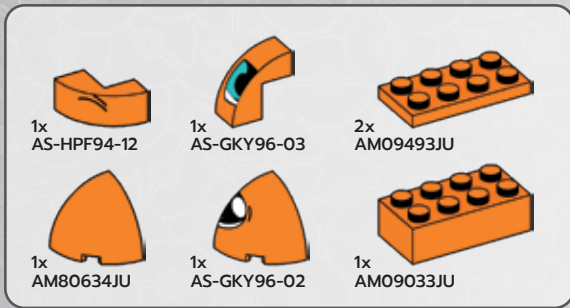 1x
AS-HPF94-12
1x
AS-GKY96-03
2x
AM09493JU
1x
AM80634JU
1x
AS-GKY96-02
1x
AM09033JU